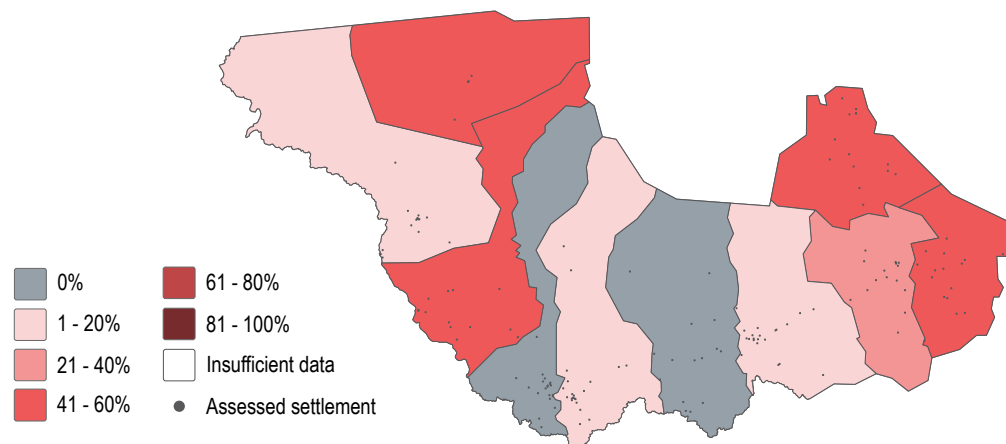 0%
1 - 20%
21 - 40%
41 - 60%
61 - 80%
81 - 100%
Insufficient data
Assessed settlement